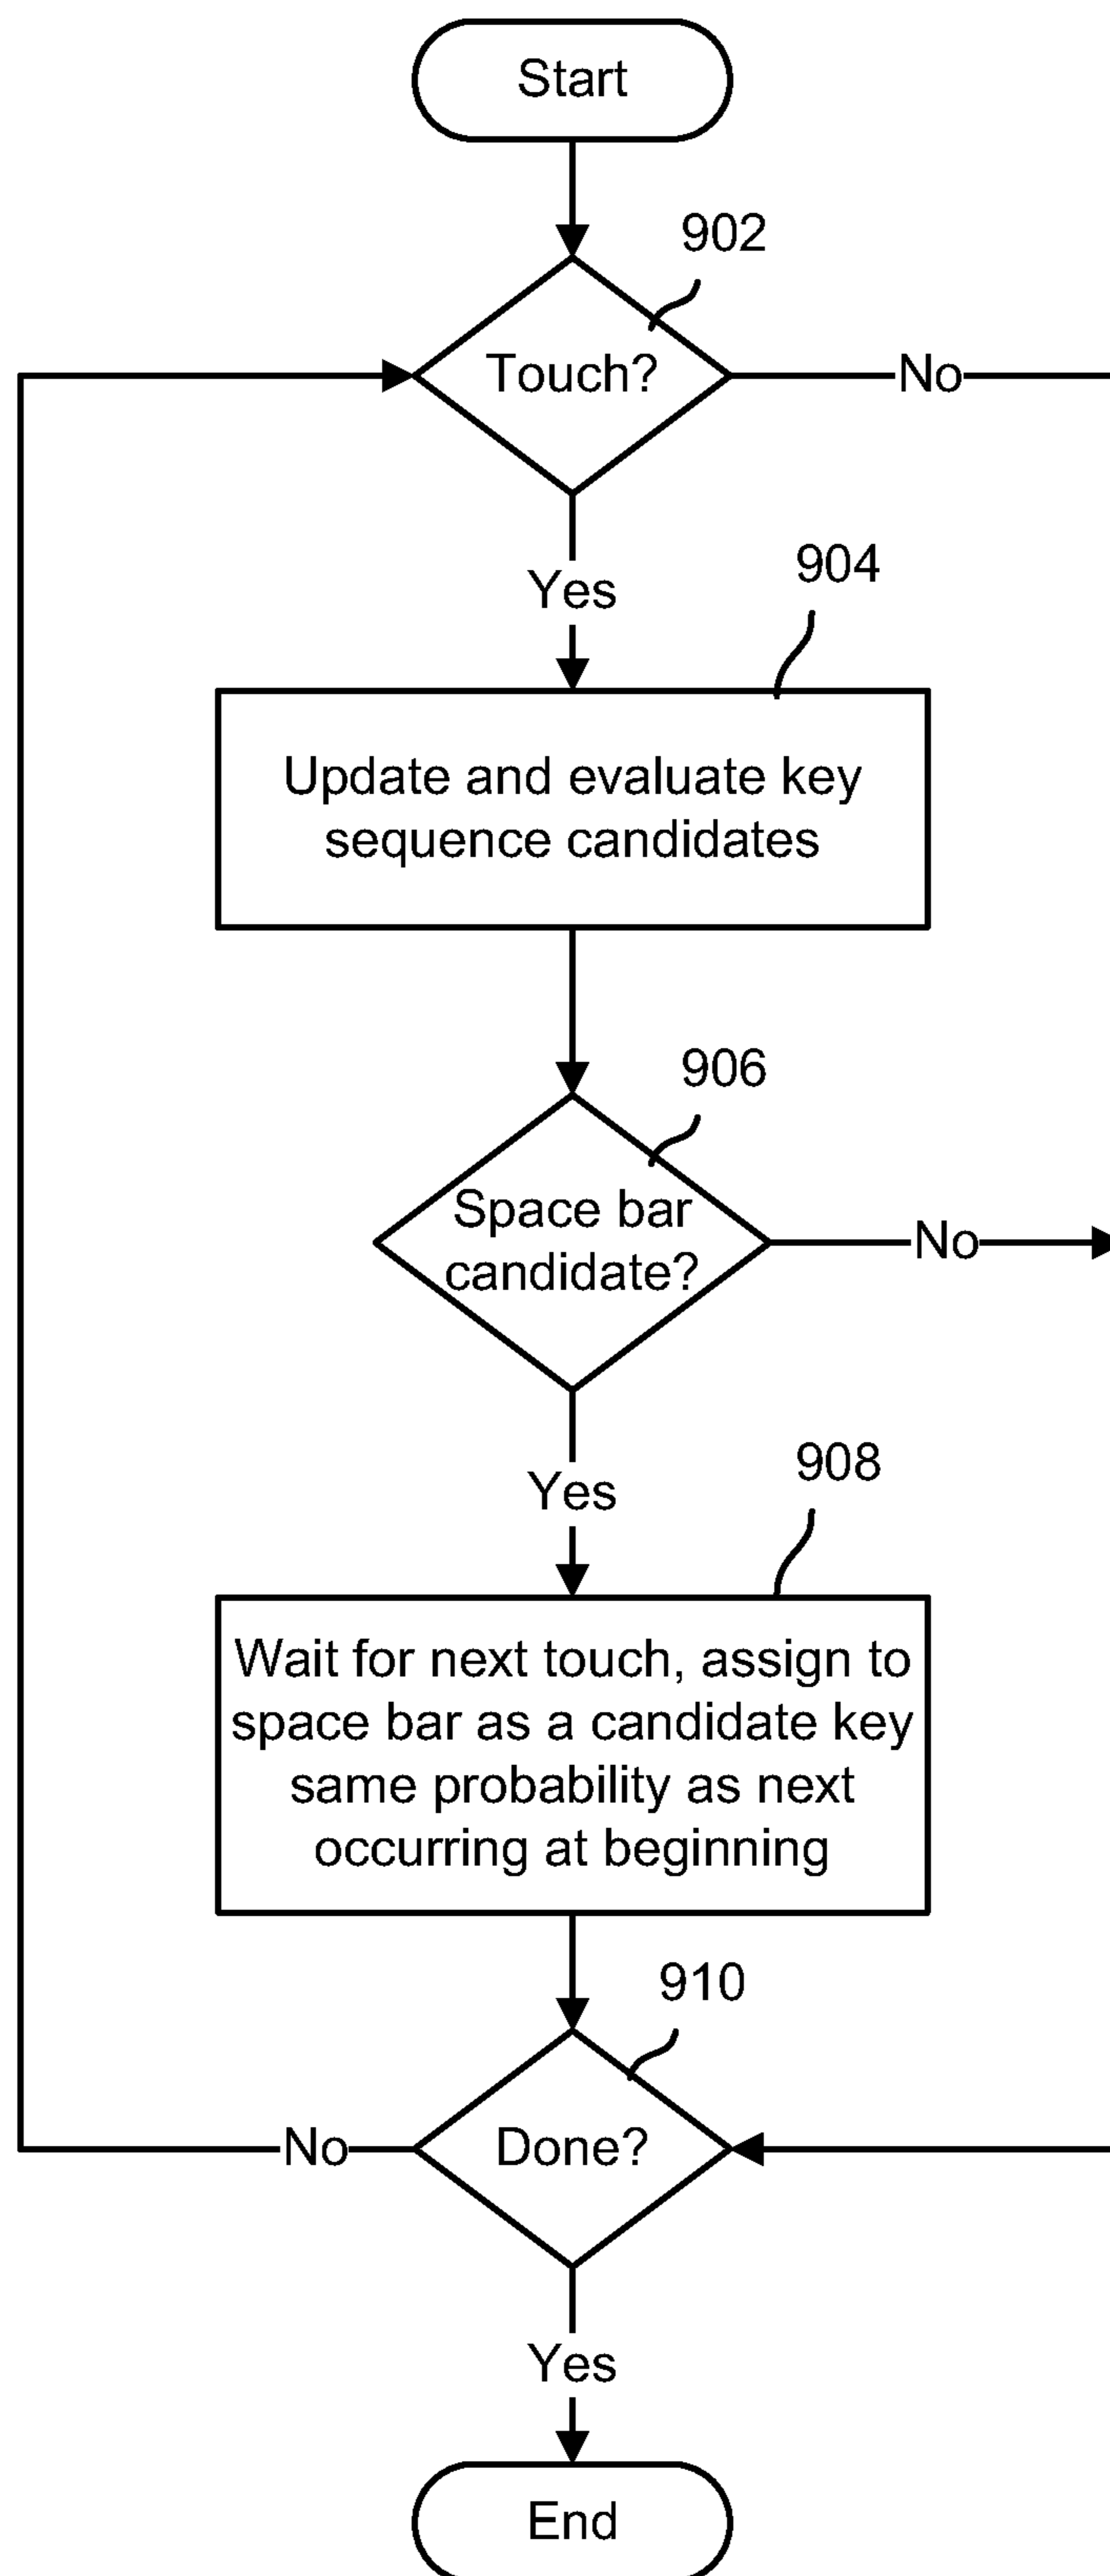 Start
902
Touch?
No
Yes
904
Update and evaluate key
sequence candidates
906
Space bar
candidate?
No
Yes
908
Wait for next touch, assign to
space bar as a candidate key
same probability as next
occurring at beginning
910
Done?
No
Yes
End